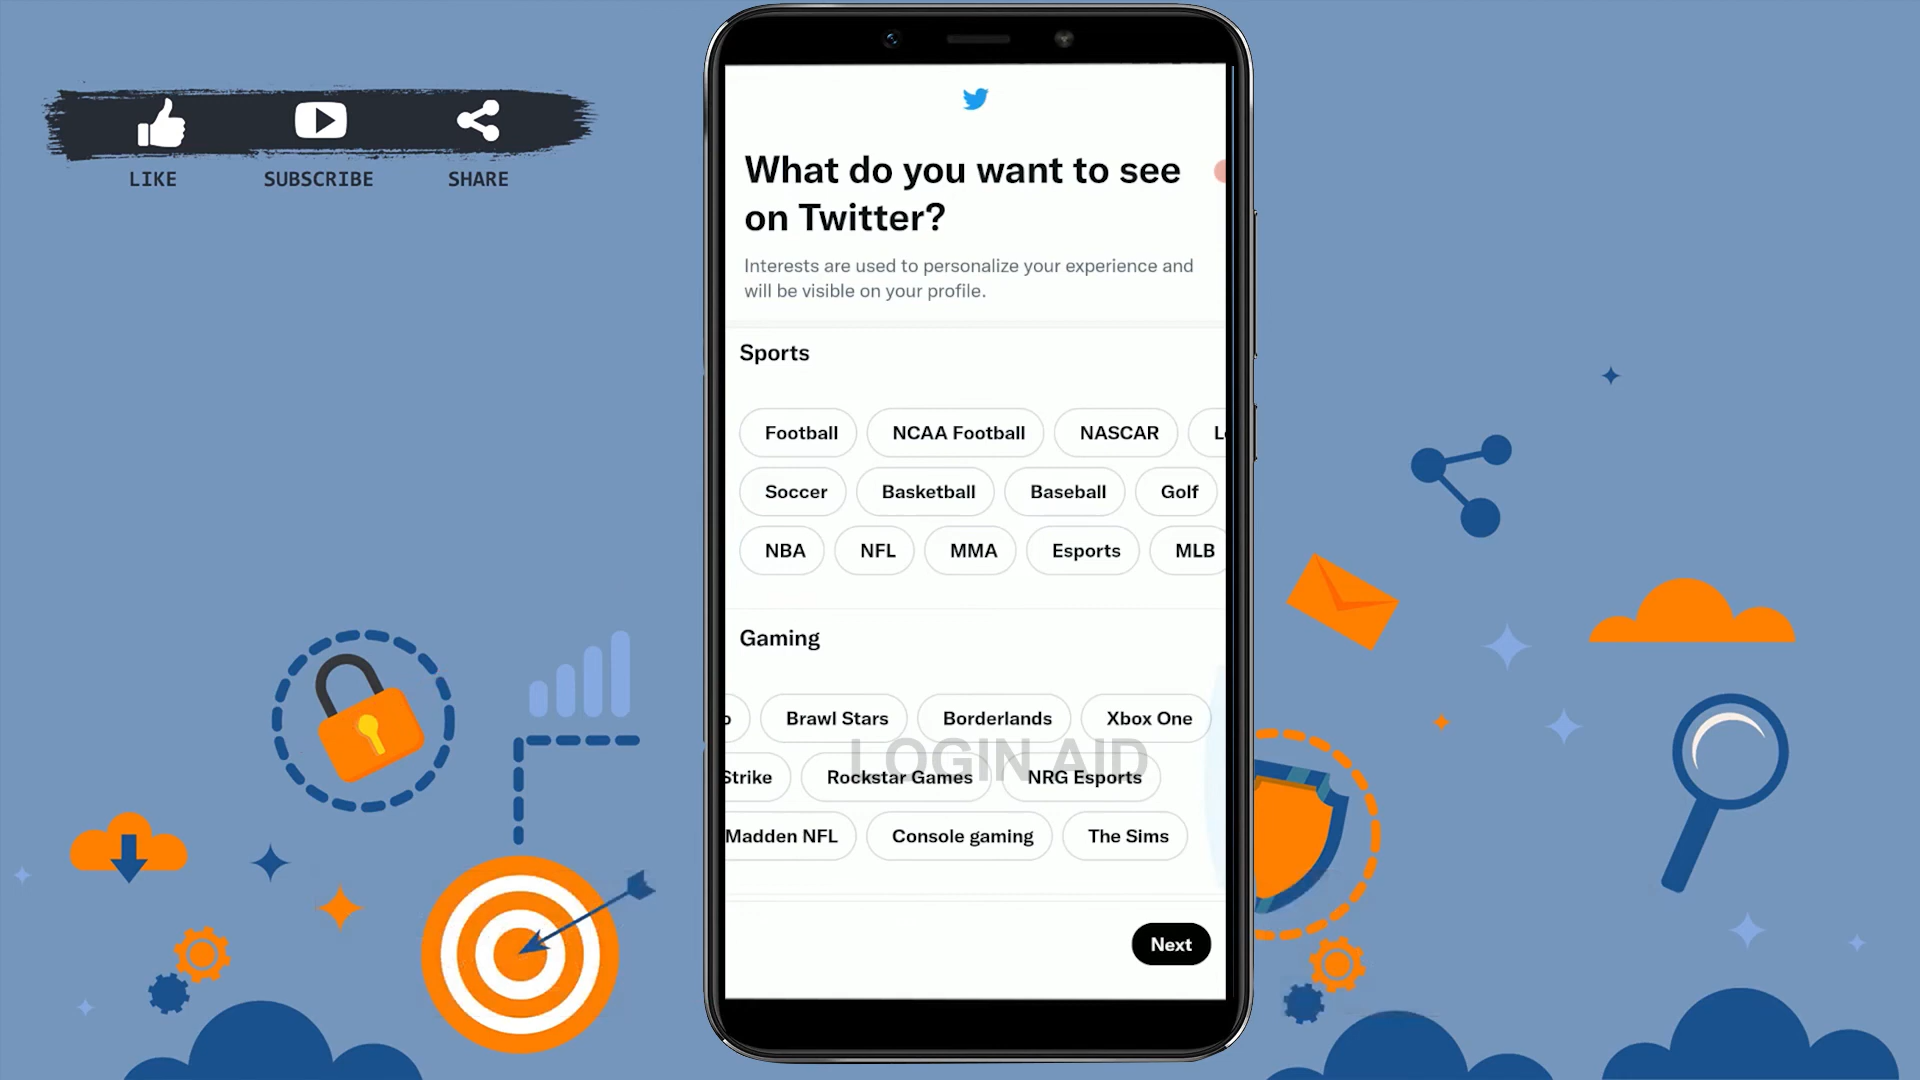 LIKE
SUBSCRIBE
SHARE
What do you want to see
on Twitter?
Interests are used to personalize your experience and
will be visible on your profile.
Sports
Football
NCAA Football
NASCAR
Soccer
Basketball
Baseball
Golf
NBA
NFL
MMA
Esports
MLB
Gaming
Brawl Stars
Borderlands
Xbox One
LOGIN AID
Strike
Rockstar Games
NRG Esports
Madden NFL
Console gaming
The Sims
Next